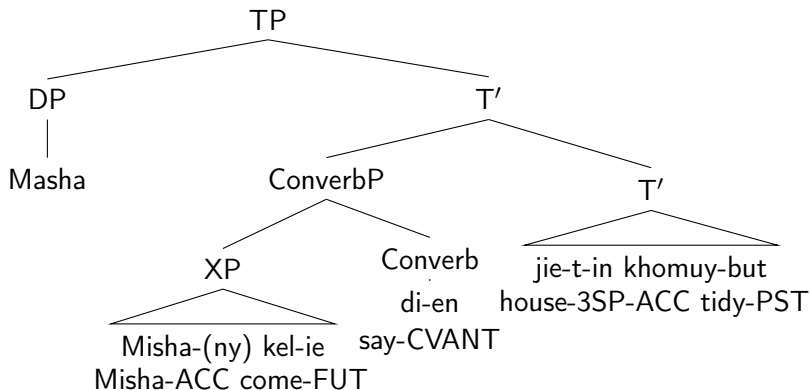 TP
DP T′
Masha ConverbP T′
XP Converb jie-t-in khomuy-but
di-en house-3SP-ACC tidy-PST
Misha-(ny) kel-ie say-CVANT
Misha-ACC come-FUT